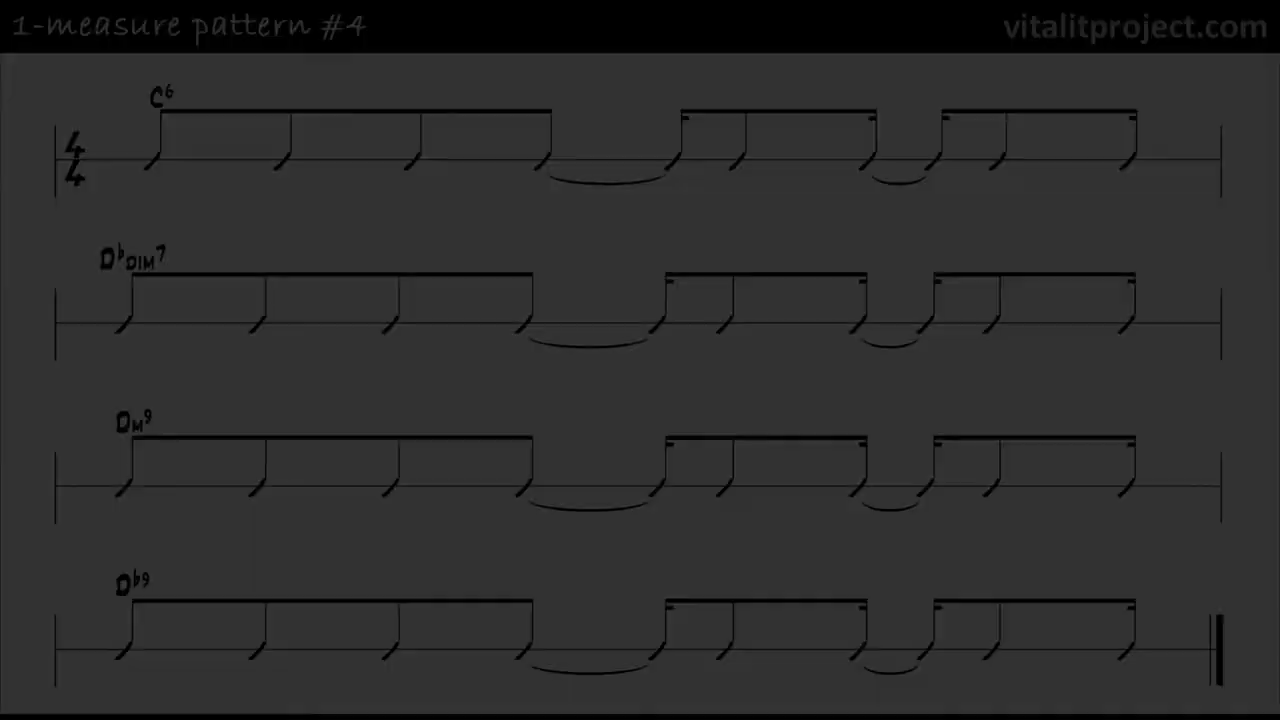 1-measure pattern #4
vitalitproject.com
C6
4
4
D♭DIM7
DM9
D♭9